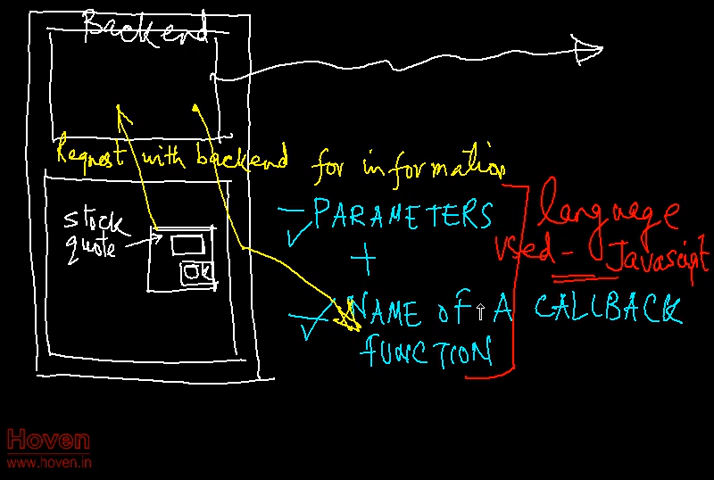 Backend
Request with backend for information
stock
quote
OK
PARAMETERS
+
NAME OF A CALLBACK
FUNCTION
language
used - Javascript
Hoven
www.hoven.in